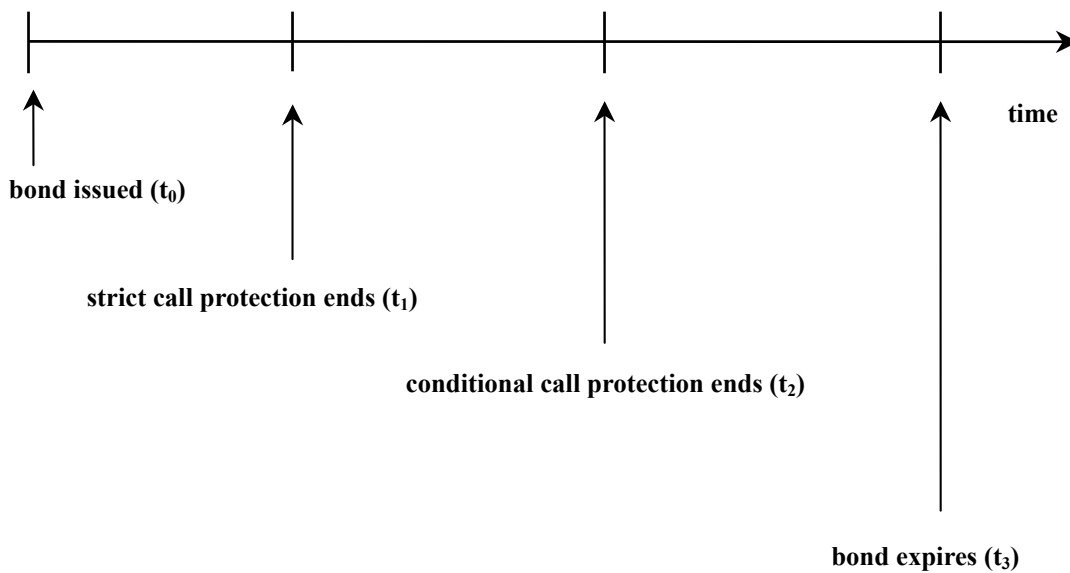 time
bond issued (t₀)
strict call protection ends (t₁)
conditional call protection ends (t₂)
bond expires (t₃)